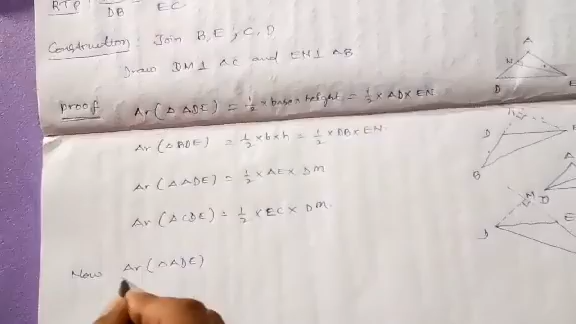 RTP: /DB = /EC
Construction: Join B,E ; C,D
Draw DM⊥ AC and EN⊥ AB
Proof Ar(△ADE) = 1/2 × base × height = 1/2 × AD × EN
Ar(△BDE) = 1/2 × b × h = 1/2 × DB × EN.
Ar(△ADE) = 1/2 × AE × DM
Ar(△CDE) = 1/2 × EC × DM.
Now Ar(△ADE)
A
N
D
E
N
D
E
B
A
D
M
E
D